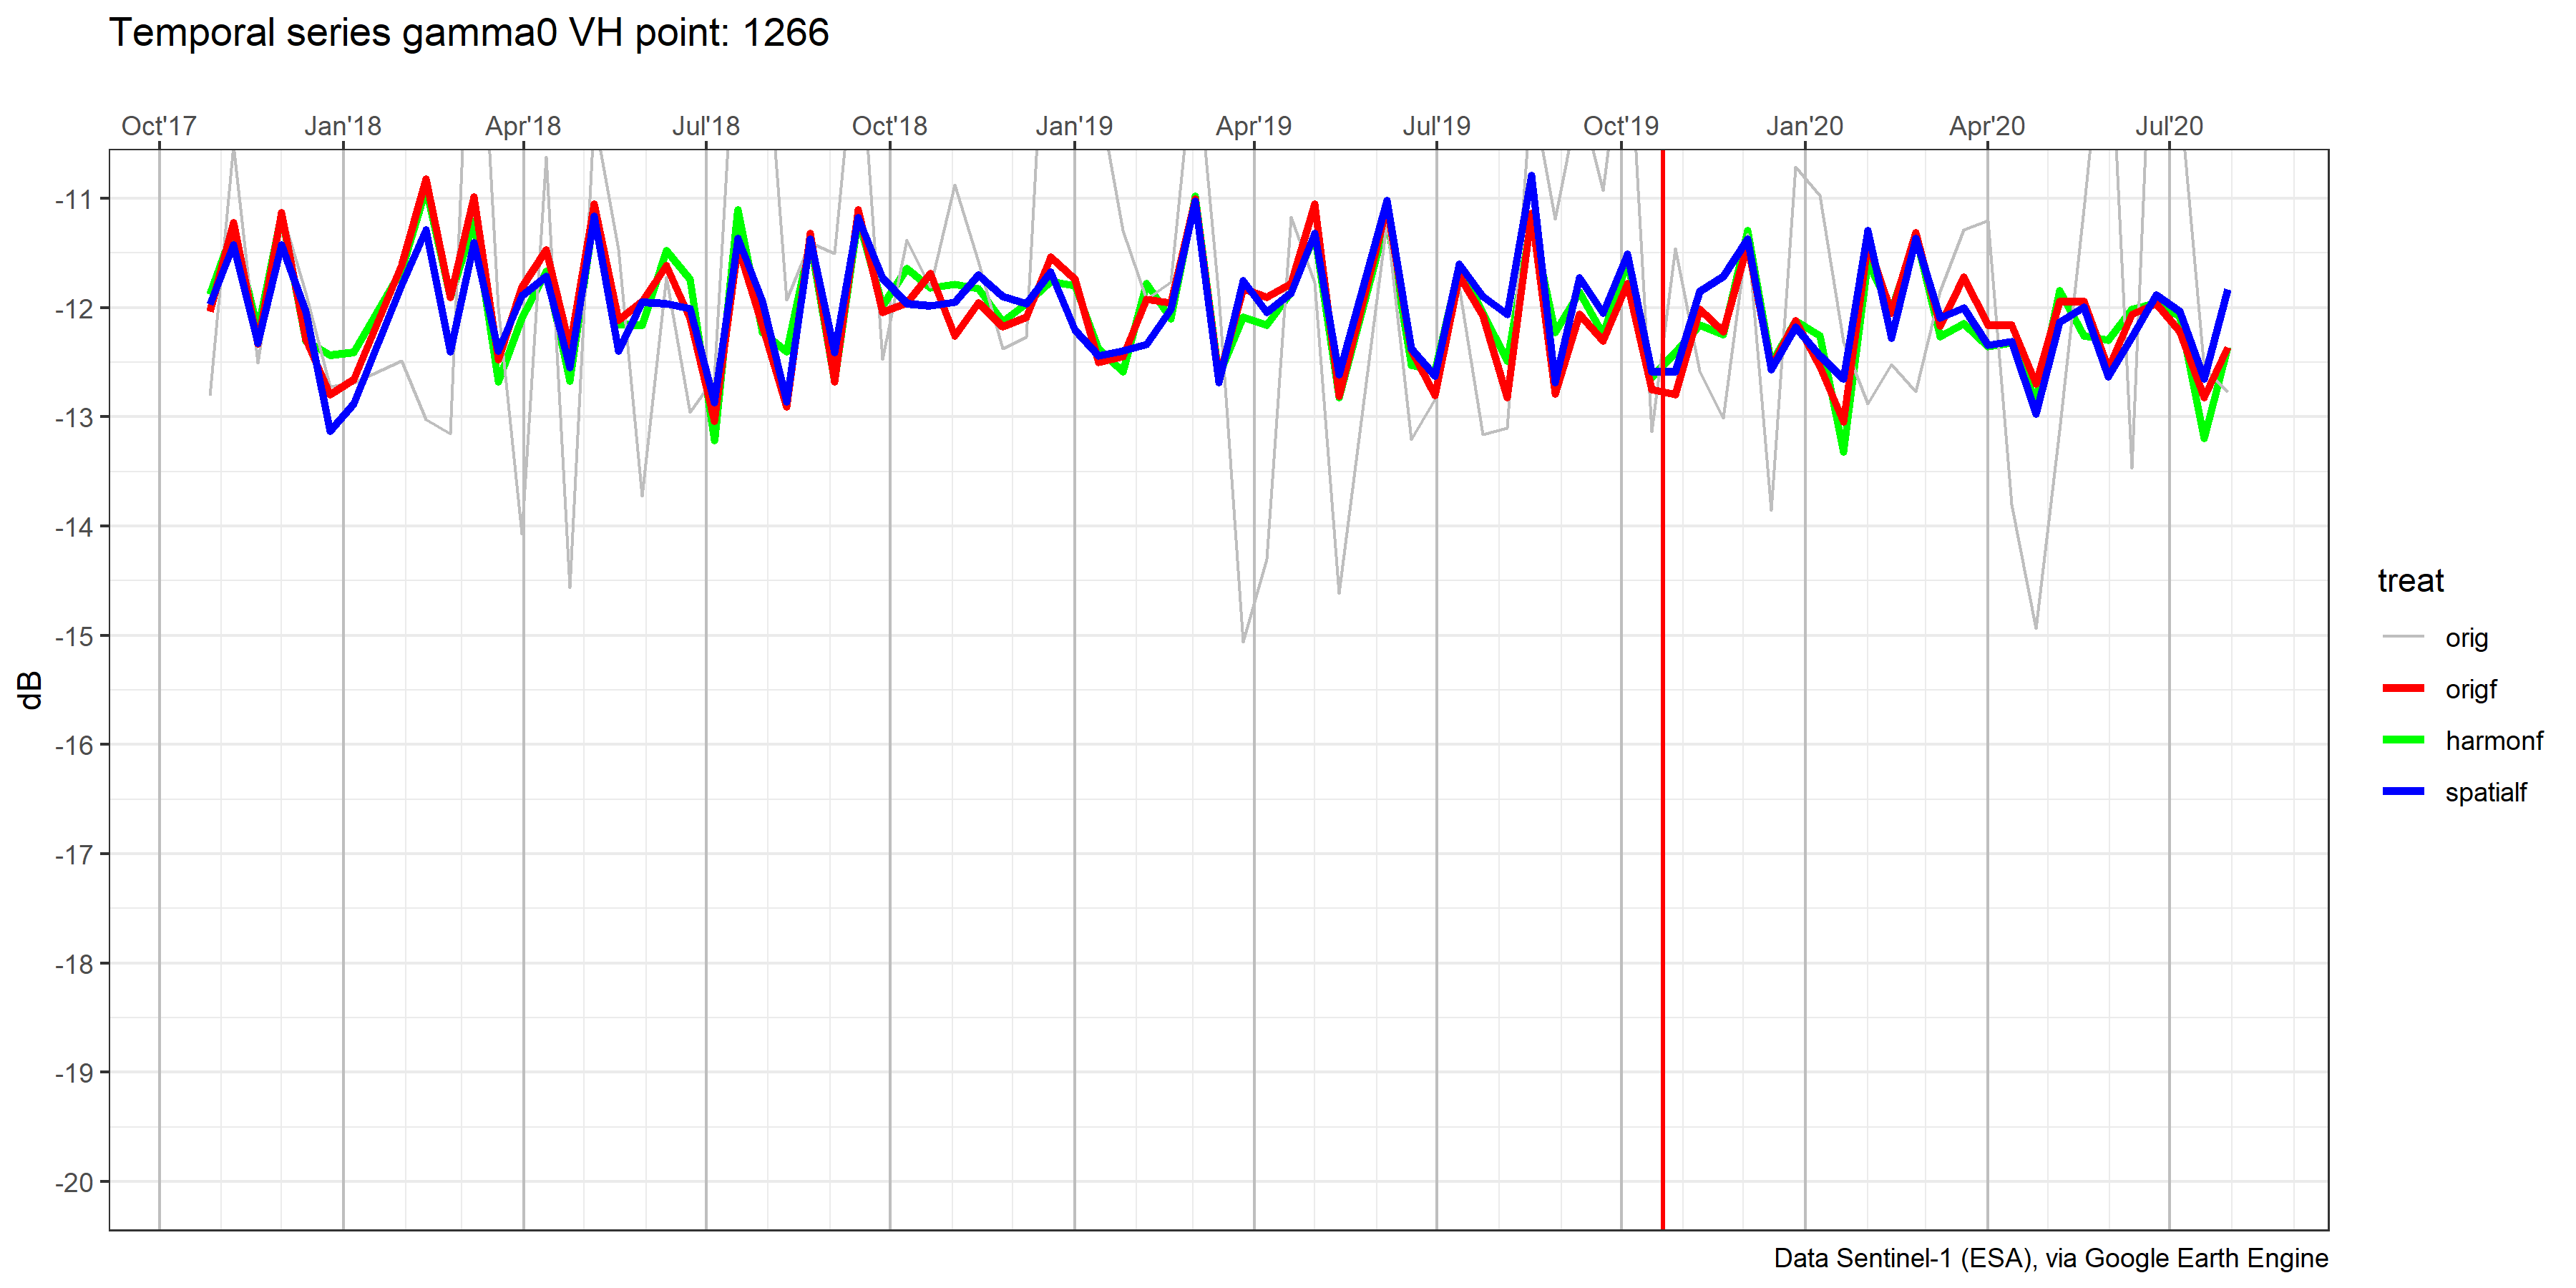 Temporal series gamma0 VH point: 1266
Oct'17 Jan'18 Apr'18 Jul'18 Oct'18 Jan'19 Apr'19 Jul'19 Oct'19 Jan'20 Apr'20 Jul'20
-11
-12
-13
-14
-15
-16
-17
-18
-19
-20
dB
treat
orig
origf
harmonf
spatialf
Data Sentinel-1 (ESA), via Google Earth Engine